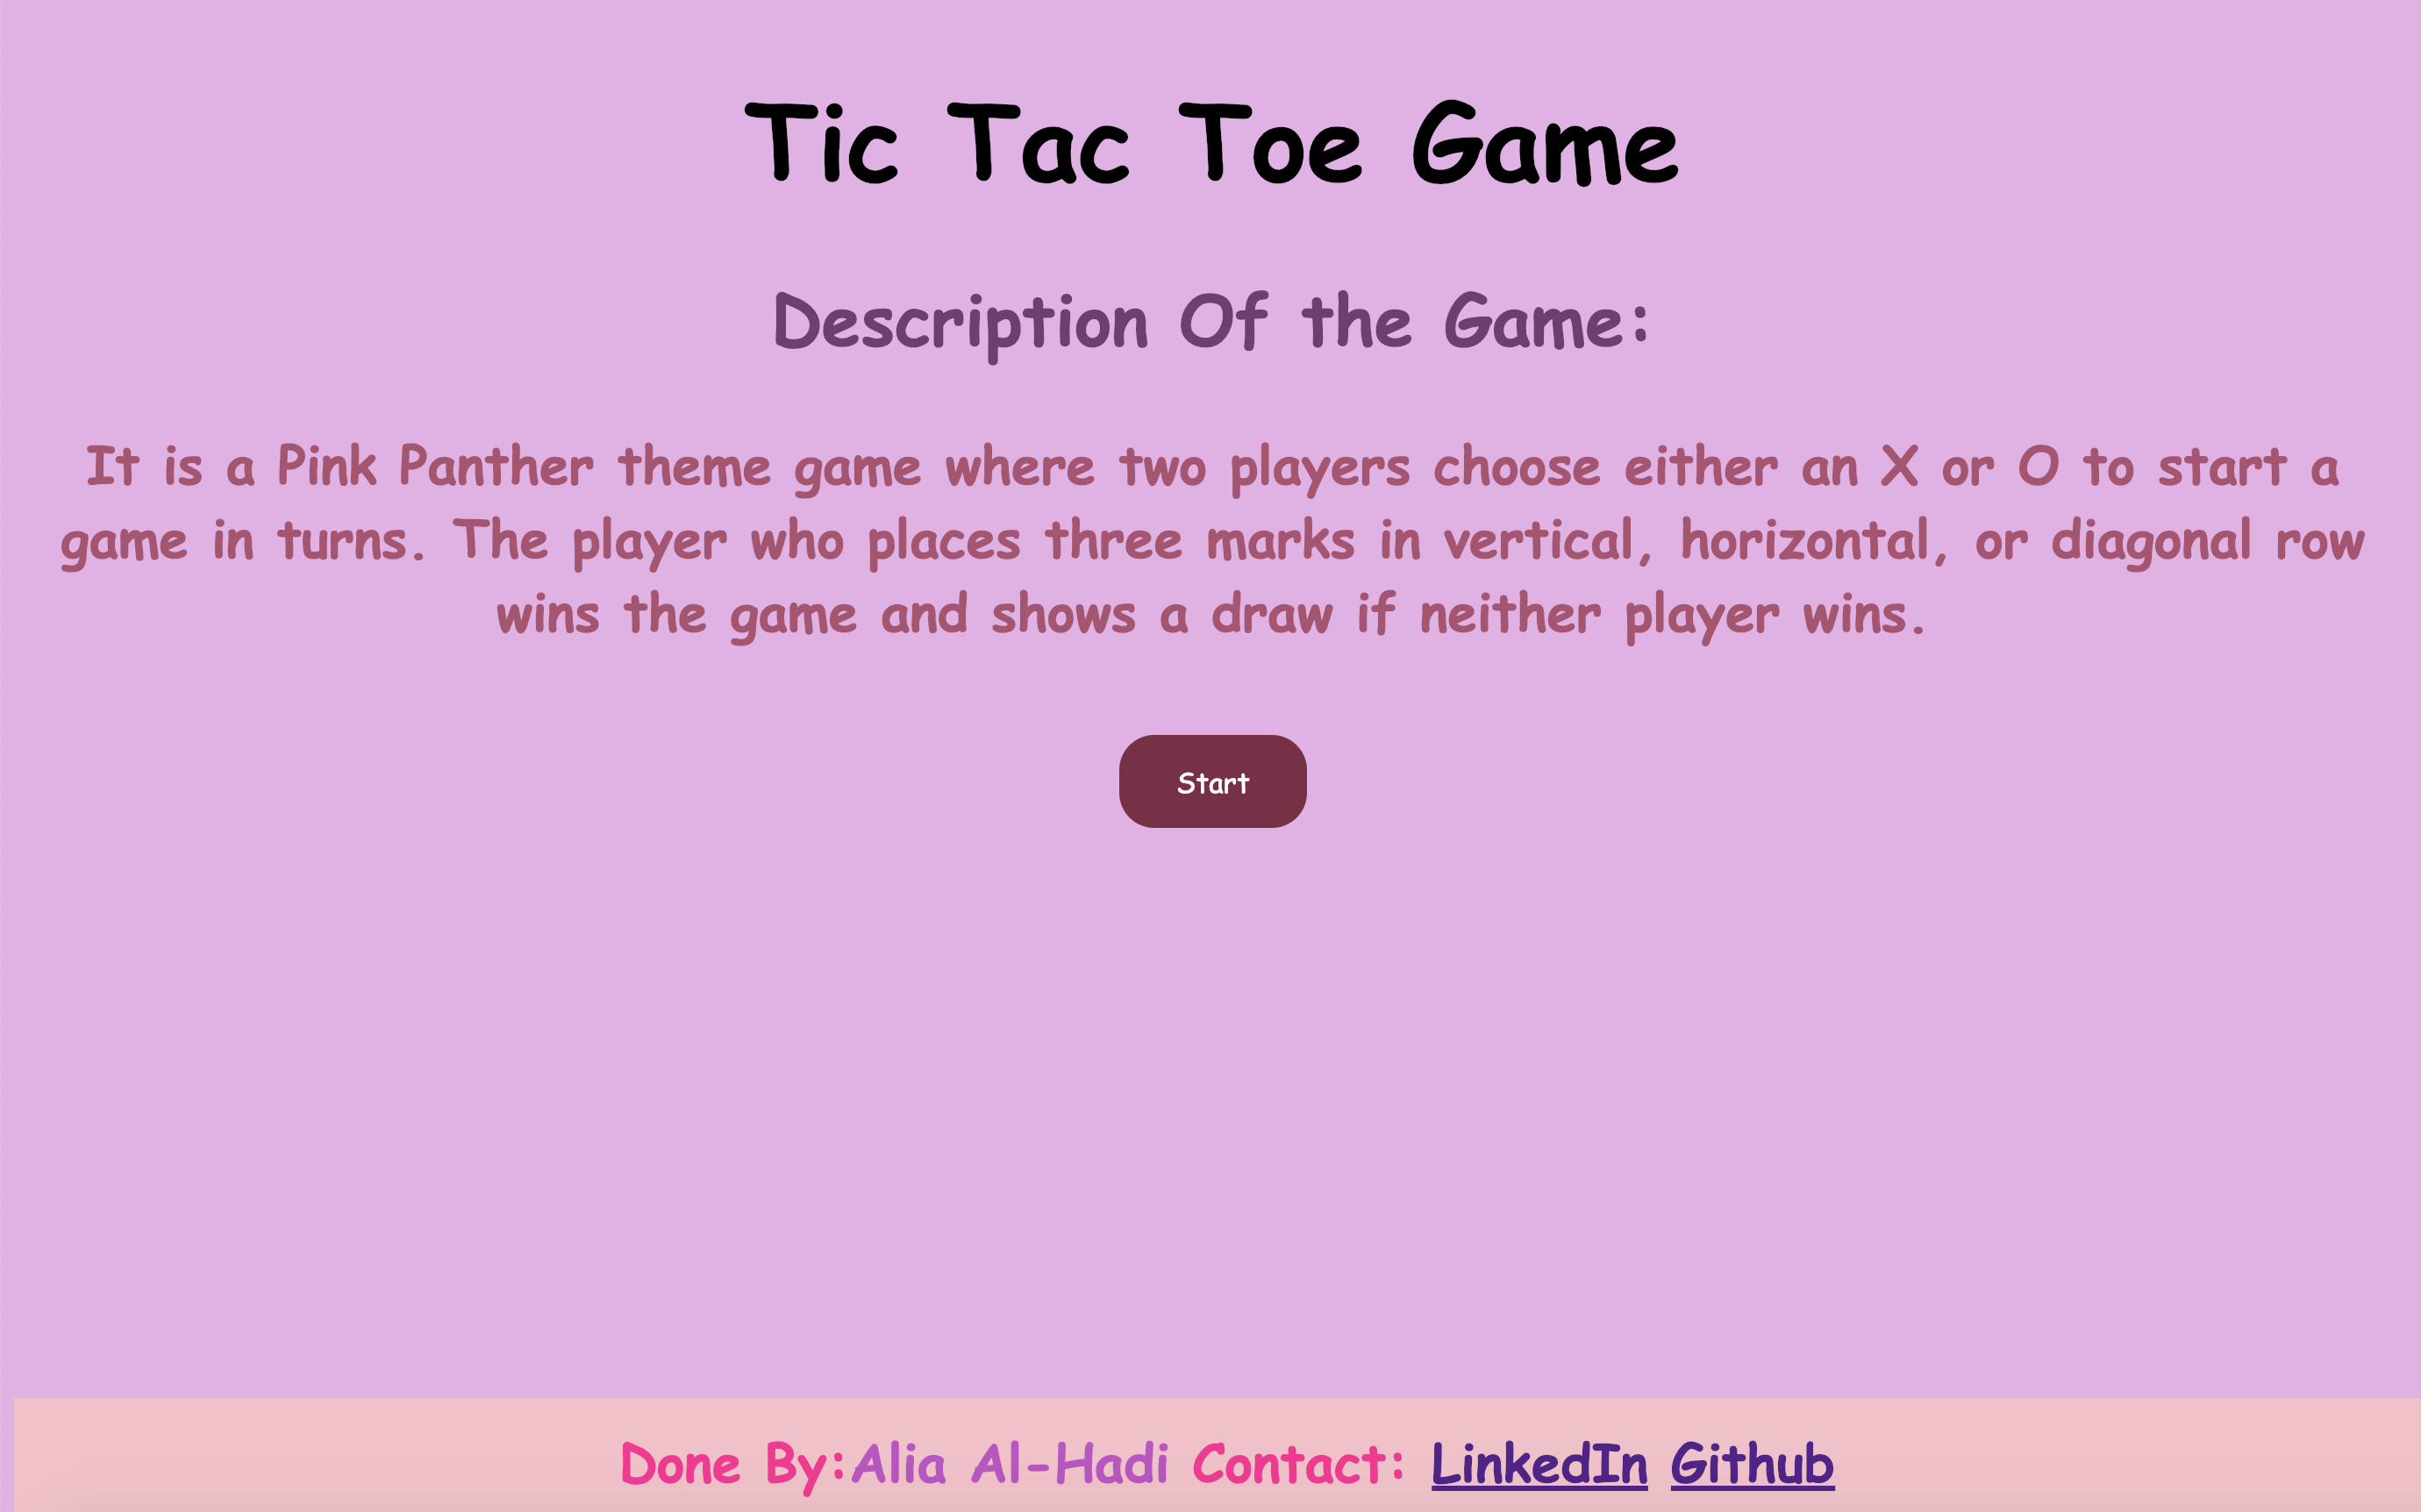 Tic Tac Toe Game
Description Of the Game:
It is a Pink Panther theme game where two players choose either an X or O to start a
game in turns. The player who places three marks in vertical, horizontal, or diagonal row
wins the game and shows a draw if neither player wins.
Start
Done By:Alia Al-Hadi Contact: LinkedIn Github